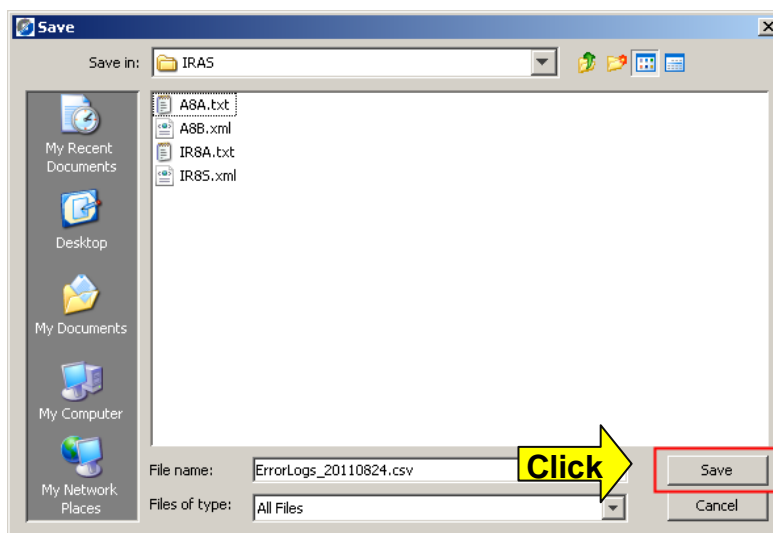 Save
Save in:
IRAS
A8A.txt
A8B.xml
IR8A.txt
IR8S.xml
My Recent
Documents
Desktop
My Documents
My Computer
My Network
Places
File name:
ErrorLogs_20110824.csv
Click
Save
Files of type:
All Files
Cancel